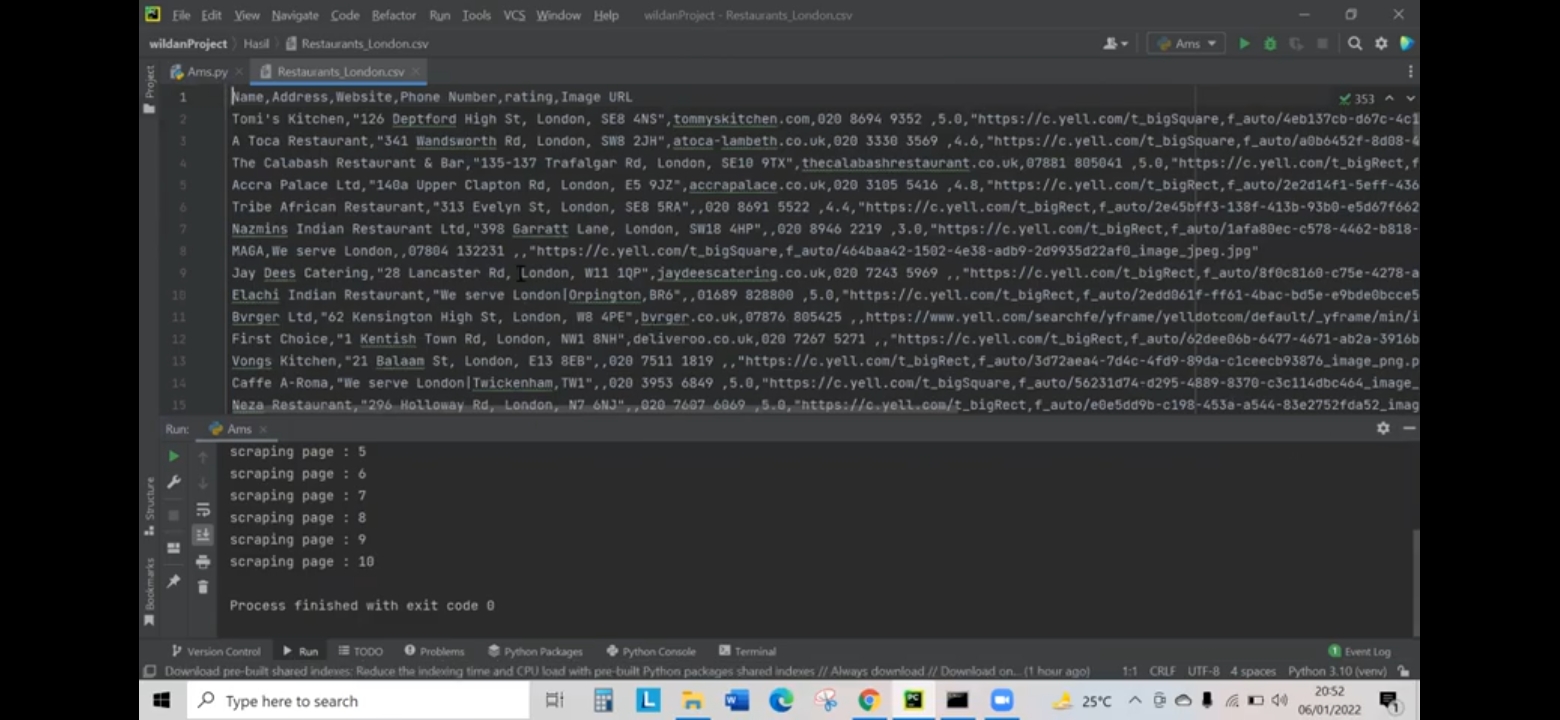 File Edit View Navigate Code Refactor Run Tools VCS Window Help wildanProject - Restaurants_London.csv
wildanProject Hasil Restaurants_London.csv Ams
Project
Ams.py Restaurants_London.csv
353
1 Name,Address,Website,Phone Number,rating,Image URL
2 Tomi's Kitchen,"126 Deptford High St, London, SE8 4NS",tommyskitchen.com,020 8694 9352 ,5.0,"https://c.yell.com/t_bigSquare,f_auto/4eb137cb-d67c-4c1
3 A Toca Restaurant,"341 Wandsworth Rd, London, SW8 2JH",atoca-lambeth.co.uk,020 3330 3569 ,4.6,"https://c.yell.com/t_bigSquare,f_auto/a0b6452f-8d08-4
4 The Calabash Restaurant & Bar,"135-137 Trafalgar Rd, London, SE10 9TX",thecalabashrestaurant.co.uk,07881 805041 ,5.0,"https://c.yell.com/t_bigRect,f
5 Accra Palace Ltd,"140a Upper Clapton Rd, London, E5 9JZ",accrapalace.co.uk,020 3105 5416 ,4.8,"https://c.yell.com/t_bigRect,f_auto/2e2d14f1-5eff-436
6 Tribe African Restaurant,"313 Evelyn St, London, SE8 5RA",,020 8691 5522 ,4.4,"https://c.yell.com/t_bigRect,f_auto/2e45bff3-138f-413b-93b0-e5d67f662
7 Nazmins Indian Restaurant Ltd,"398 Garratt Lane, London, SW18 4HP",,020 8946 2219 ,3.0,"https://c.yell.com/t_bigRect,f_auto/1afa80ec-c578-4462-b818-
8 MAGA,We serve London,,07804 132231 ,,"https://c.yell.com/t_bigSquare,f_auto/464baa42-1502-4e38-adb9-2d9935d22af0_image_jpeg.jpg"
9 Jay Dees Catering,"28 Lancaster Rd, London, W11 1QP",jaydeescatering.co.uk,020 7243 5969 ,,"https://c.yell.com/t_bigRect,f_auto/8f0c8160-c75e-4278-a
10 Elachi Indian Restaurant,"We serve London|Orpington,BR6",,01689 828800 ,5.0,"https://c.yell.com/t_bigRect,f_auto/2edd061f-ff61-4bac-bd5e-e9bde0bcce5
11 Bvrger Ltd,"62 Kensington High St, London, W8 4PE",bvrger.co.uk,07876 805425 ,,https://www.yell.com/searchfe/yframe/yelldotcom/default/_yframe/min/i
12 First Choice,"1 Kentish Town Rd, London, NW1 8NH",deliveroo.co.uk,020 7267 5271 ,,"https://c.yell.com/t_bigRect,f_auto/62dee06b-6477-4671-ab2a-3916b
13 Vongs Kitchen,"21 Balaam St, London, E13 8EB",,020 7511 1819 ,,"https://c.yell.com/t_bigRect,f_auto/3d72aea4-7d4c-4fd9-89da-c1ceecb93876_image_png.p
14 Caffe A-Roma,"We serve London|Twickenham,TW1",,020 3953 6849 ,5.0,"https://c.yell.com/t_bigSquare,f_auto/56231d74-d295-4889-8370-c3c114dbc464_image_
15 Neza Restaurant,"296 Holloway Rd, London, N7 6NJ",,020 7607 6069 ,5.0,"https://c.yell.com/t_bigRect,f_auto/e0e5dd9b-c198-453a-a544-83e2752fda52_imag
Run: Ams
scraping page : 5
scraping page : 6
scraping page : 7
scraping page : 8
scraping page : 9
scraping page : 10
Process finished with exit code 0
Structure
Bookmarks
Version Control Run TODO Problems Python Packages Python Console Terminal 1 Event Log
Download pre-built shared indexes: Reduce the indexing time and CPU load with pre-built Python packages shared indexes // Always download // Download on... (1 hour ago) 1:1 CRLF UTF-8 4 spaces Python 3.10 (venv)
Type here to search L W PC 25°C 20:52
06/01/2022 1